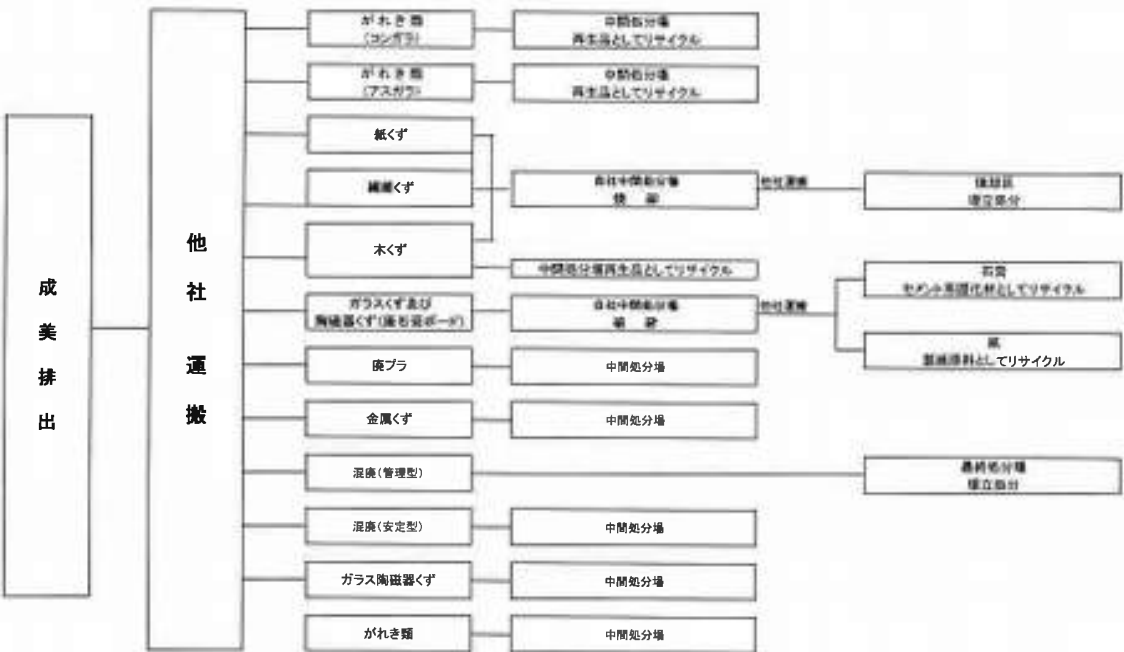 成美排出
他社運搬
がれき類
(コンガラ)
中間処分場
再生品としてリサイクル
がれき類
(アスガラ)
中間処分場
再生品としてリサイクル
紙くず
繊維くず
自社中間処分場
焼却
他社運搬
埋立処分
木くず
中間処分場再生品としてリサイクル
ガラスくず及び
陶磁器くず(廃石膏ボード)
自社中間処分場
破砕
他社運搬
石膏
セメント系固化材としてリサイクル
紙
製紙原料としてリサイクル
廃プラ
中間処分場
金属くず
中間処分場
混廃(管理型)
最終処分場
埋立処分
混廃(安定型)
中間処分場
ガラス陶磁器くず
中間処分場
がれき類
中間処分場